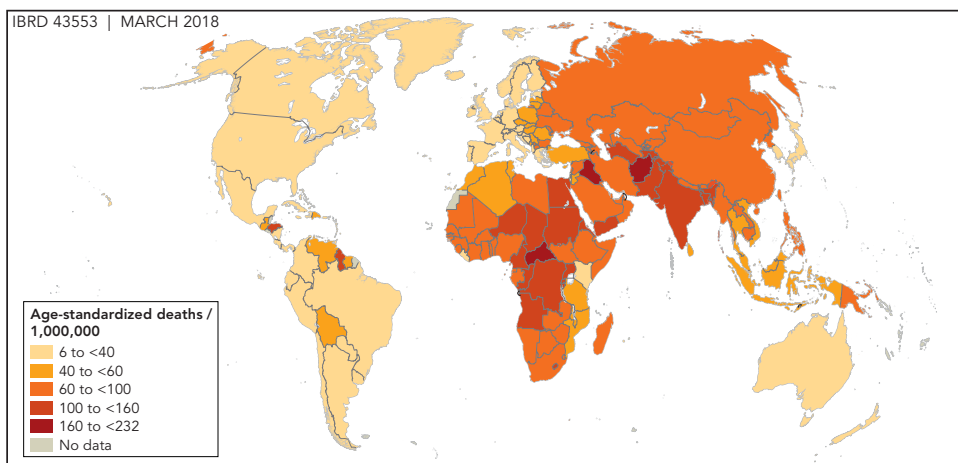 IBRD 43553 | MARCH 2018
Age-standardized deaths /
1,000,000
6 to <40
40 to <60
60 to <100
100 to <160
160 to <232
No data